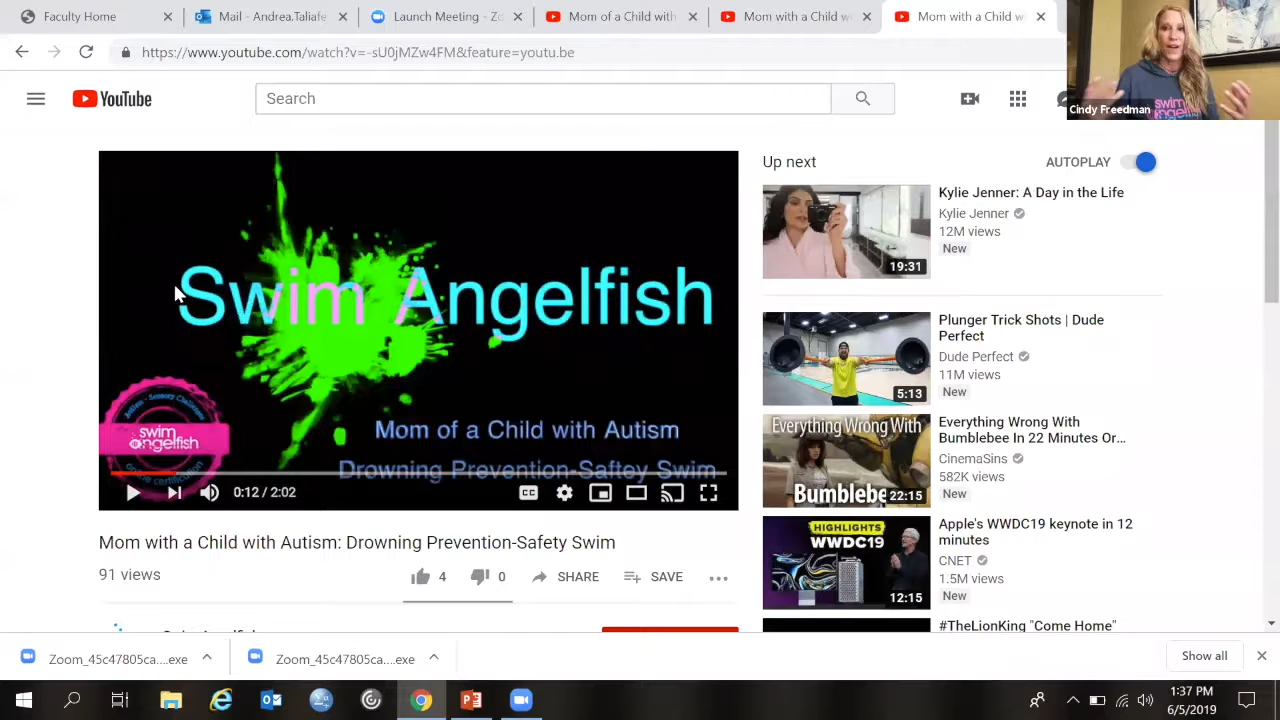 Falafete Home
Mail - Andrea.Taliafe
Launch Meeting - Zo
Mom of a Child with
Mom with a Child w
Mom with a Child w
https://www.youtube.com/watch?v=-sU0jMZw4FM&feature=youtu.be
YouTube
Search
Cindy Freedman
swim
angelfish
Swim Angelfish
swim
angelfish
Mom of a Child with Autism
Drowning Prevention-Saftey Swim
0:12 / 2:02
CC
Mom with a Child with Autism: Drowning Prevention-Safety Swim
91 views
4
0
SHARE
SAVE
Up next
AUTOPLAY
19:31
Kylie Jenner: A Day in the Life
Kylie Jenner
12M views
New
5:13
Plunger Trick Shots | Dude
Perfect
Dude Perfect
11M views
New
Everything Wrong With
Bumblebe
22:15
Everything Wrong With
Bumblebee In 22 Minutes Or...
CinemaSins
582K views
New
HIGHLIGHTS
WWDC19
12:15
Apple's WWDC19 keynote in 12
minutes
CNET
1.5M views
New
#TheLionKing "Come Home"
Zoom_45c47805ca....exe
Zoom_45c47805ca....exe
Show all
1:37 PM
6/5/2019